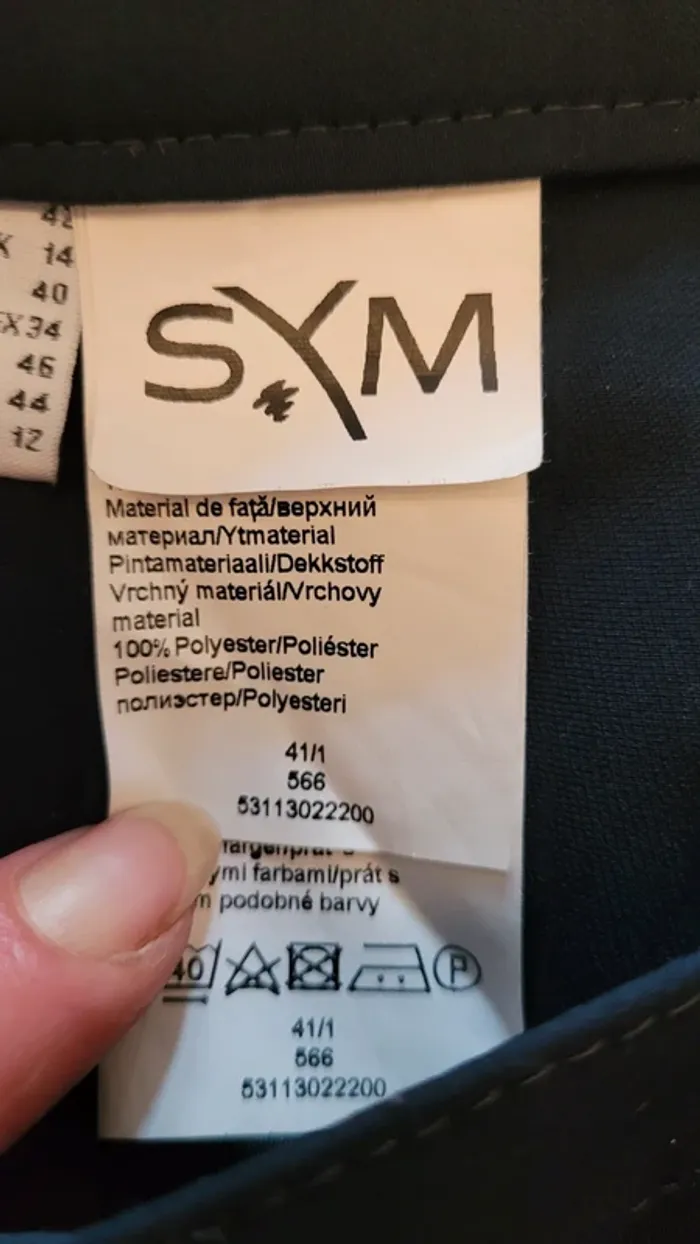 42
14
40
34
46
44
12
SYM
Material de față/верхний
материал/Ytmaterial
Pintamateriaali/Dekkstoff
Vrchný materiál/Vrchovy
material
100% Polyester/Poliéster
Poliestere/Poliester
полиэстер/Polyesteri
41/1
566
53113022200
farbami/prát s
podobné barvy
40
P
41/1
566
53113022200